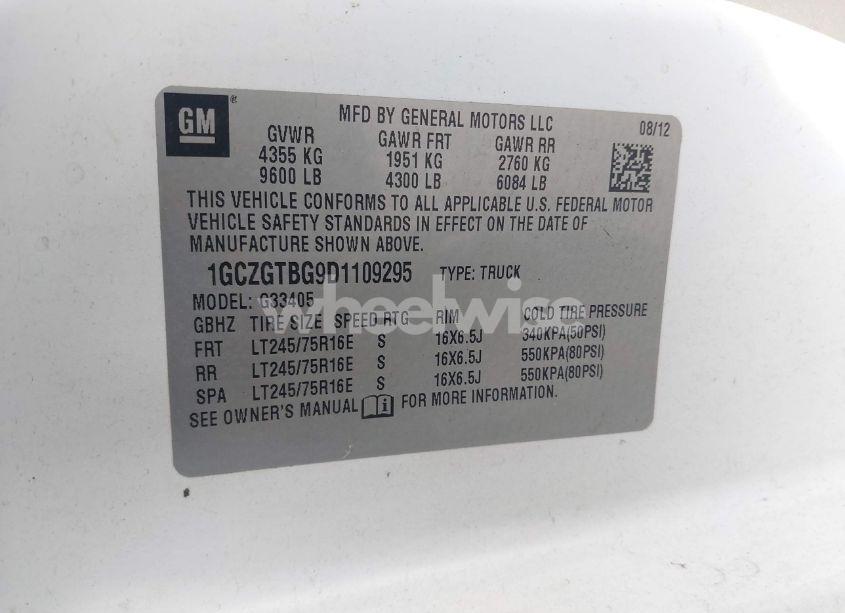 GM®
MFD BY GENERAL MOTORS LLC
08/12
GVWR GAWR FRT GAWR RR
4355 KG 1951 KG 2760 KG
9600 LB 4300 LB 6084 LB
THIS VEHICLE CONFORMS TO ALL APPLICABLE U.S. FEDERAL MOTOR
VEHICLE SAFETY STANDARDS IN EFFECT ON THE DATE OF
MANUFACTURE SHOWN ABOVE.
1GCZGTBG9D1109295 TYPE: TRUCK
MODEL: G33405
wheelwise
GBHZ TIRE SIZE SPEED RTG RIM COLD TIRE PRESSURE
FRT LT245/75R16E S 16X6.5J 340KPA(50PSI)
RR LT245/75R16E S 16X6.5J 550KPA(80PSI)
SPA LT245/75R16E S 16X6.5J 550KPA(80PSI)
SEE OWNER'S MANUAL i FOR MORE INFORMATION.